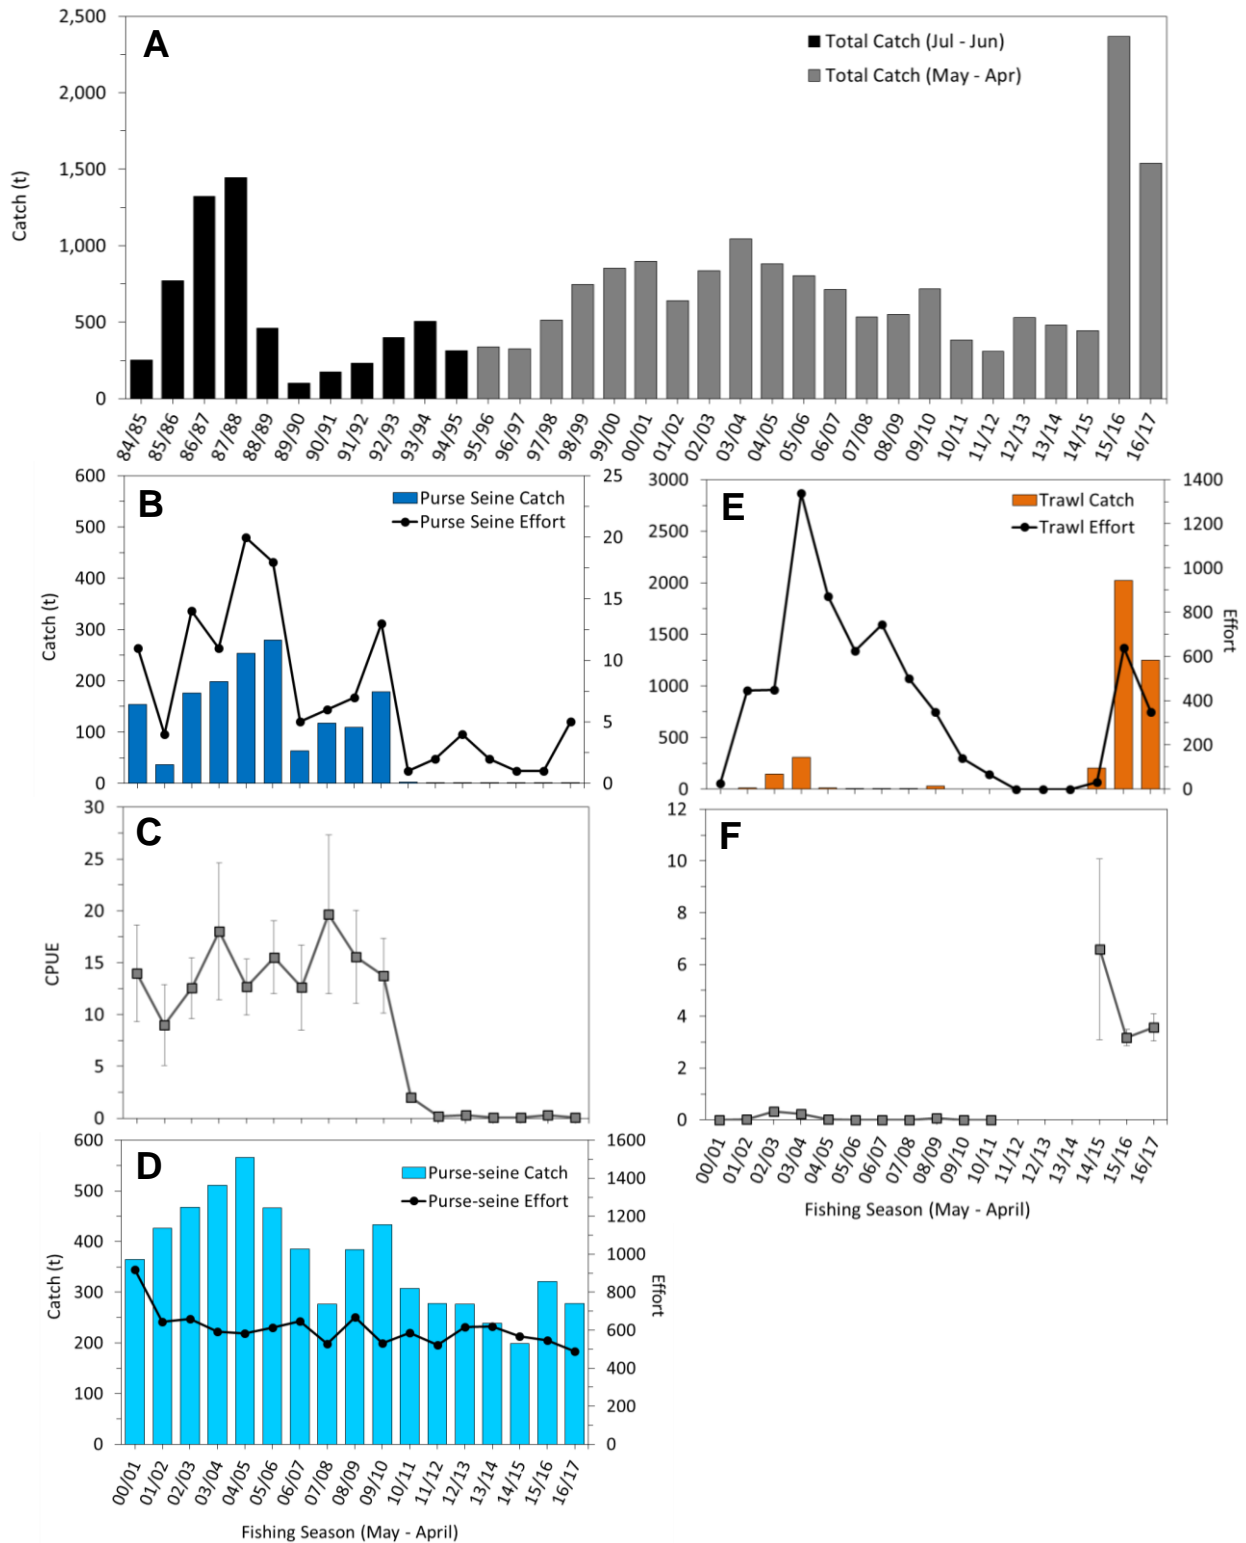 A
Total Catch (Jul - Jun)
Total Catch (May - Apr)
Catch (t)
2,500
2,000
1,500
1,000
500
0
84/85 85/86 86/87 87/88 88/89 89/90 90/91 91/92 92/93 93/94 94/95 95/96 96/97 97/98 98/99 99/00 00/01 01/02 02/03 03/04 04/05 05/06 06/07 07/08 08/09 09/10 10/11 11/12 12/13 13/14 14/15 15/16 16/17
B
Purse Seine Catch
Purse Seine Effort
Catch (t)
600
500
400
300
200
100
0
25
20
15
10
5
0
E
Trawl Catch
Trawl Effort
3000
2500
2000
1500
1000
500
0
1400
1200
1000
800
600
400
200
0
Effort
C
CPUE
30
25
20
15
10
5
0
F
12
10
8
6
4
2
0
00/01 01/02 02/03 03/04 04/05 05/06 06/07 07/08 08/09 09/10 10/11 11/12 12/13 13/14 14/15 15/16 16/17
Fishing Season (May - April)
D
Purse-seine Catch
Purse-seine Effort
Catch (t)
600
500
400
300
200
100
0
1600
1400
1200
1000
800
600
400
200
0
Effort
00/01 01/02 02/03 03/04 04/05 05/06 06/07 07/08 08/09 09/10 10/11 11/12 12/13 13/14 14/15 15/16 16/17
Fishing Season (May - April)